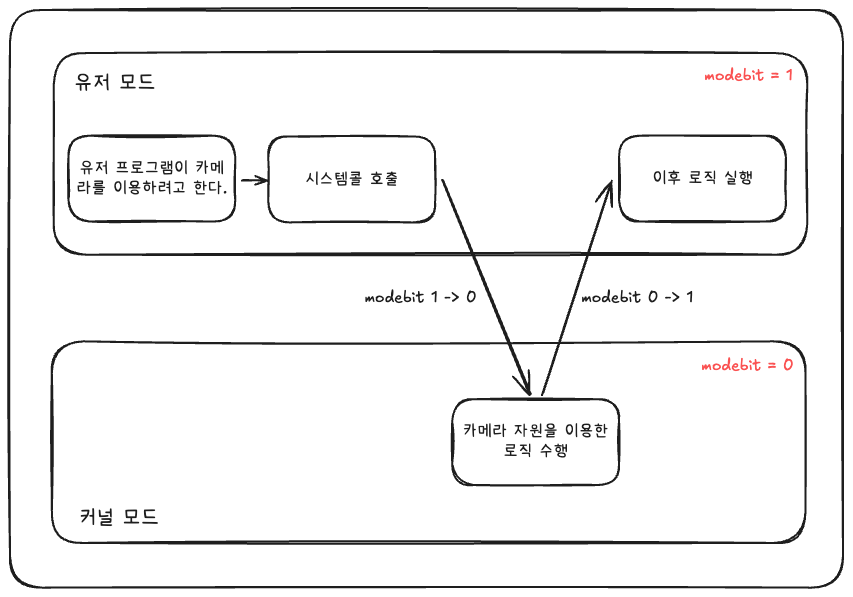 유저 모드
modebit = 1
유저 프로그램이 카메
라를 이용하려고 한다.
시스템콜 호출
이후 로직 실행
modebit 1 -> 0
modebit 0 -> 1
modebit = 0
카메라 자원을 이용한
로직 수행
커널 모드